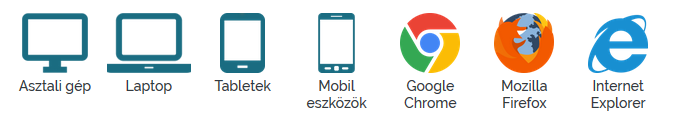 Asztali gép
Laptop
Tabletek
Mobil
eszközök
Google
Chrome
Mozilla
Firefox
Internet
Explorer